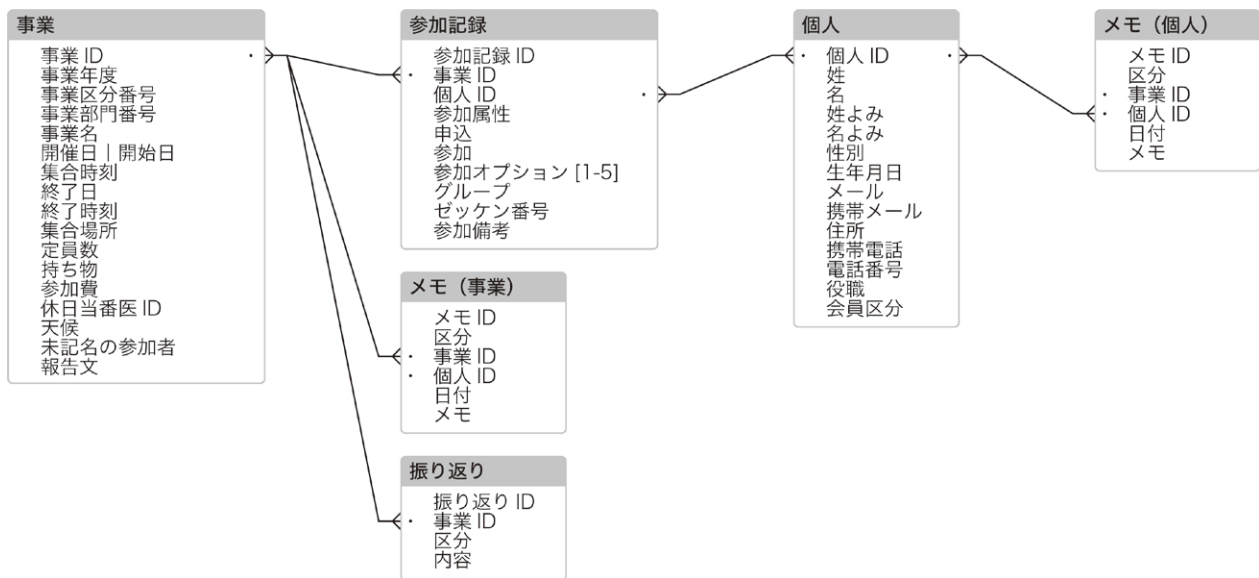 事業
事業 ID
事業年度
事業区分番号
事業部門番号
事業名
開催日｜開始日
集合時刻
終了日
終了時刻
集合場所
定員数
持ち物
参加費
休日当番医 ID
天候
未記名の参加者
報告文
参加記録
参加記録 ID
事業 ID
個人 ID
参加属性
申込
参加
参加オプション [1-5]
グループ
ゼッケン番号
参加備考
メモ（事業）
メモ ID
区分
事業 ID
個人 ID
日付
メモ
振り返り
振り返り ID
事業 ID
区分
内容
個人
個人 ID
姓
名
姓よみ
名よみ
性別
生年月日
メール
携帯メール
住所
携帯電話
電話番号
役職
会員区分
メモ（個人）
メモ ID
区分
事業 ID
個人 ID
日付
メモ